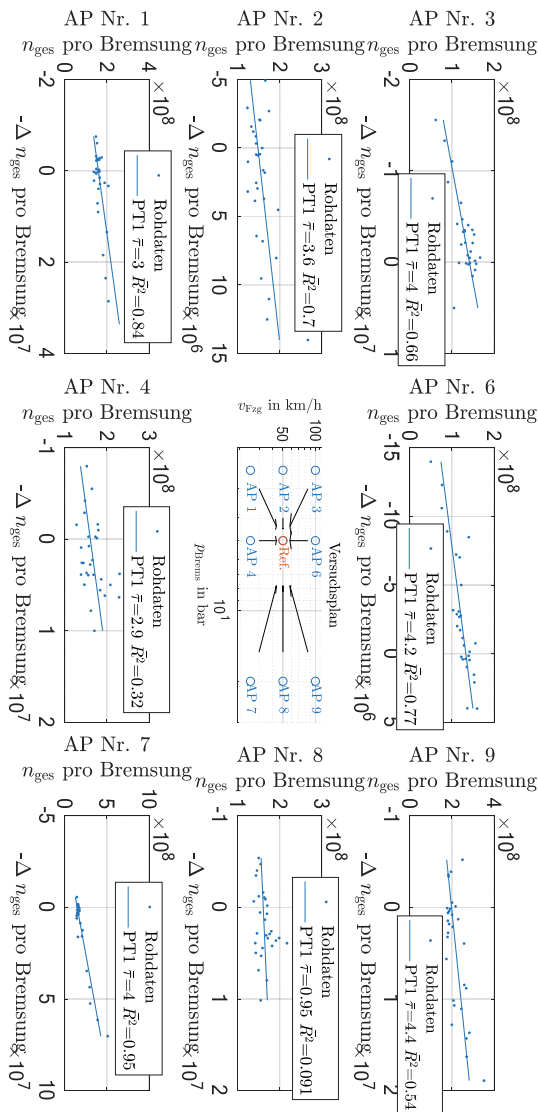 AP Nr. 3
n_ges pro Bremsung
×10^8
0
1
2
Rohdaten
PT1 τ̄=4 R̄²=0.66
-2
-1
0
1
-Δ n_ges pro Bremsung
×10^7
AP Nr. 6
n_ges pro Bremsung
×10^8
0
1
2
Rohdaten
PT1 τ̄=4.2 R̄²=0.77
-15
-10
-5
0
5
-Δ n_ges pro Bremsung
×10^6
AP Nr. 9
n_ges pro Bremsung
×10^8
0
2
4
Rohdaten
PT1 τ̄=4.4 R̄²=0.54
-1
0
1
2
-Δ n_ges pro Bremsung
×10^7
AP Nr. 2
n_ges pro Bremsung
×10^8
1
2
3
Rohdaten
PT1 τ̄=3.6 R̄²=0.7
-5
0
5
10
15
-Δ n_ges pro Bremsung
×10^6
Versuchsplan
v_Fzg in km/h
100
50
AP 3
AP 6
AP 9
AP 2
Ref.
AP 8
AP 1
AP 4
AP 7
10^1
p_Brems in bar
AP Nr. 8
n_ges pro Bremsung
×10^8
1
2
3
Rohdaten
PT1 τ̄=0.95 R̄²=0.091
-1
0
1
2
-Δ n_ges pro Bremsung
×10^7
AP Nr. 1
n_ges pro Bremsung
×10^8
0
2
4
Rohdaten
PT1 τ̄=3 R̄²=0.84
-2
0
2
4
-Δ n_ges pro Bremsung
×10^7
AP Nr. 4
n_ges pro Bremsung
×10^8
1
2
3
Rohdaten
PT1 τ̄=2.9 R̄²=0.32
-1
0
1
2
-Δ n_ges pro Bremsung
×10^7
AP Nr. 7
n_ges pro Bremsung
×10^8
0
5
10
Rohdaten
PT1 τ̄=4 R̄²=0.95
-5
0
5
10
-Δ n_ges pro Bremsung
×10^7